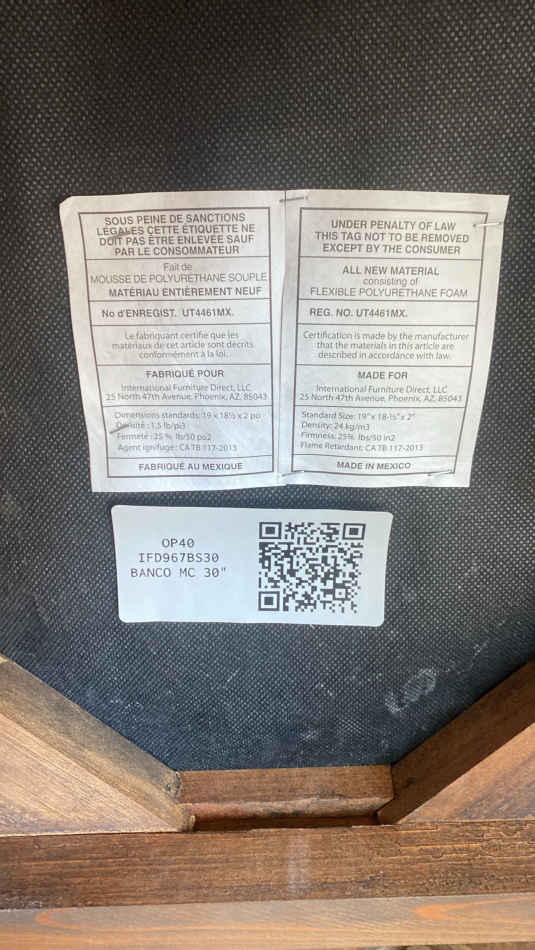 SOUS PEINE DE SANCTIONS
LÉGALES CETTE ÉTIQUETTE NE
DOIT PAS ÊTRE ENLEVÉE SAUF
PAR LE CONSOMMATEUR
Fait de
MOUSSE DE POLYURETHANE SOUPLE
MATÉRIAU ENTIÈREMENT NEUF
No d'ENREGIST. UT4461MX.
Le fabriquant certifie que les
matériaux de cet article sont décrits
conformément à la loi.
FABRIQUÉ POUR
International Furniture Direct, LLC
25 North 47th Avenue, Phoenix, AZ, 85043
Dimensions standards: 19 x 18½ x 2 po
Densité : 1.5 lb/pi3
Fermeté : 25 % lb/50 po2
Agent ignifuge : CA TB 117-2013
FABRIQUÉ AU MEXIQUE
UNDER PENALTY OF LAW
THIS TAG NOT TO BE REMOVED
EXCEPT BY THE CONSUMER
ALL NEW MATERIAL
consisting of
FLEXIBLE POLYURETHANE FOAM
REG. NO. UT4461MX.
Certification is made by the manufacturer
that the materials in this article are
described in accordance with law.
MADE FOR
International Furniture Direct, LLC
25 North 47th Avenue, Phoenix, AZ, 85043
Standard Size: 19" x 18-½" x 2"
Density: 24 kg/m3
Firmness: 25% lbs/50 in2
Flame Retardant: CA TB 117-2013
MADE IN MEXICO
OP40
IFD967BS30
BANCO MC 30"